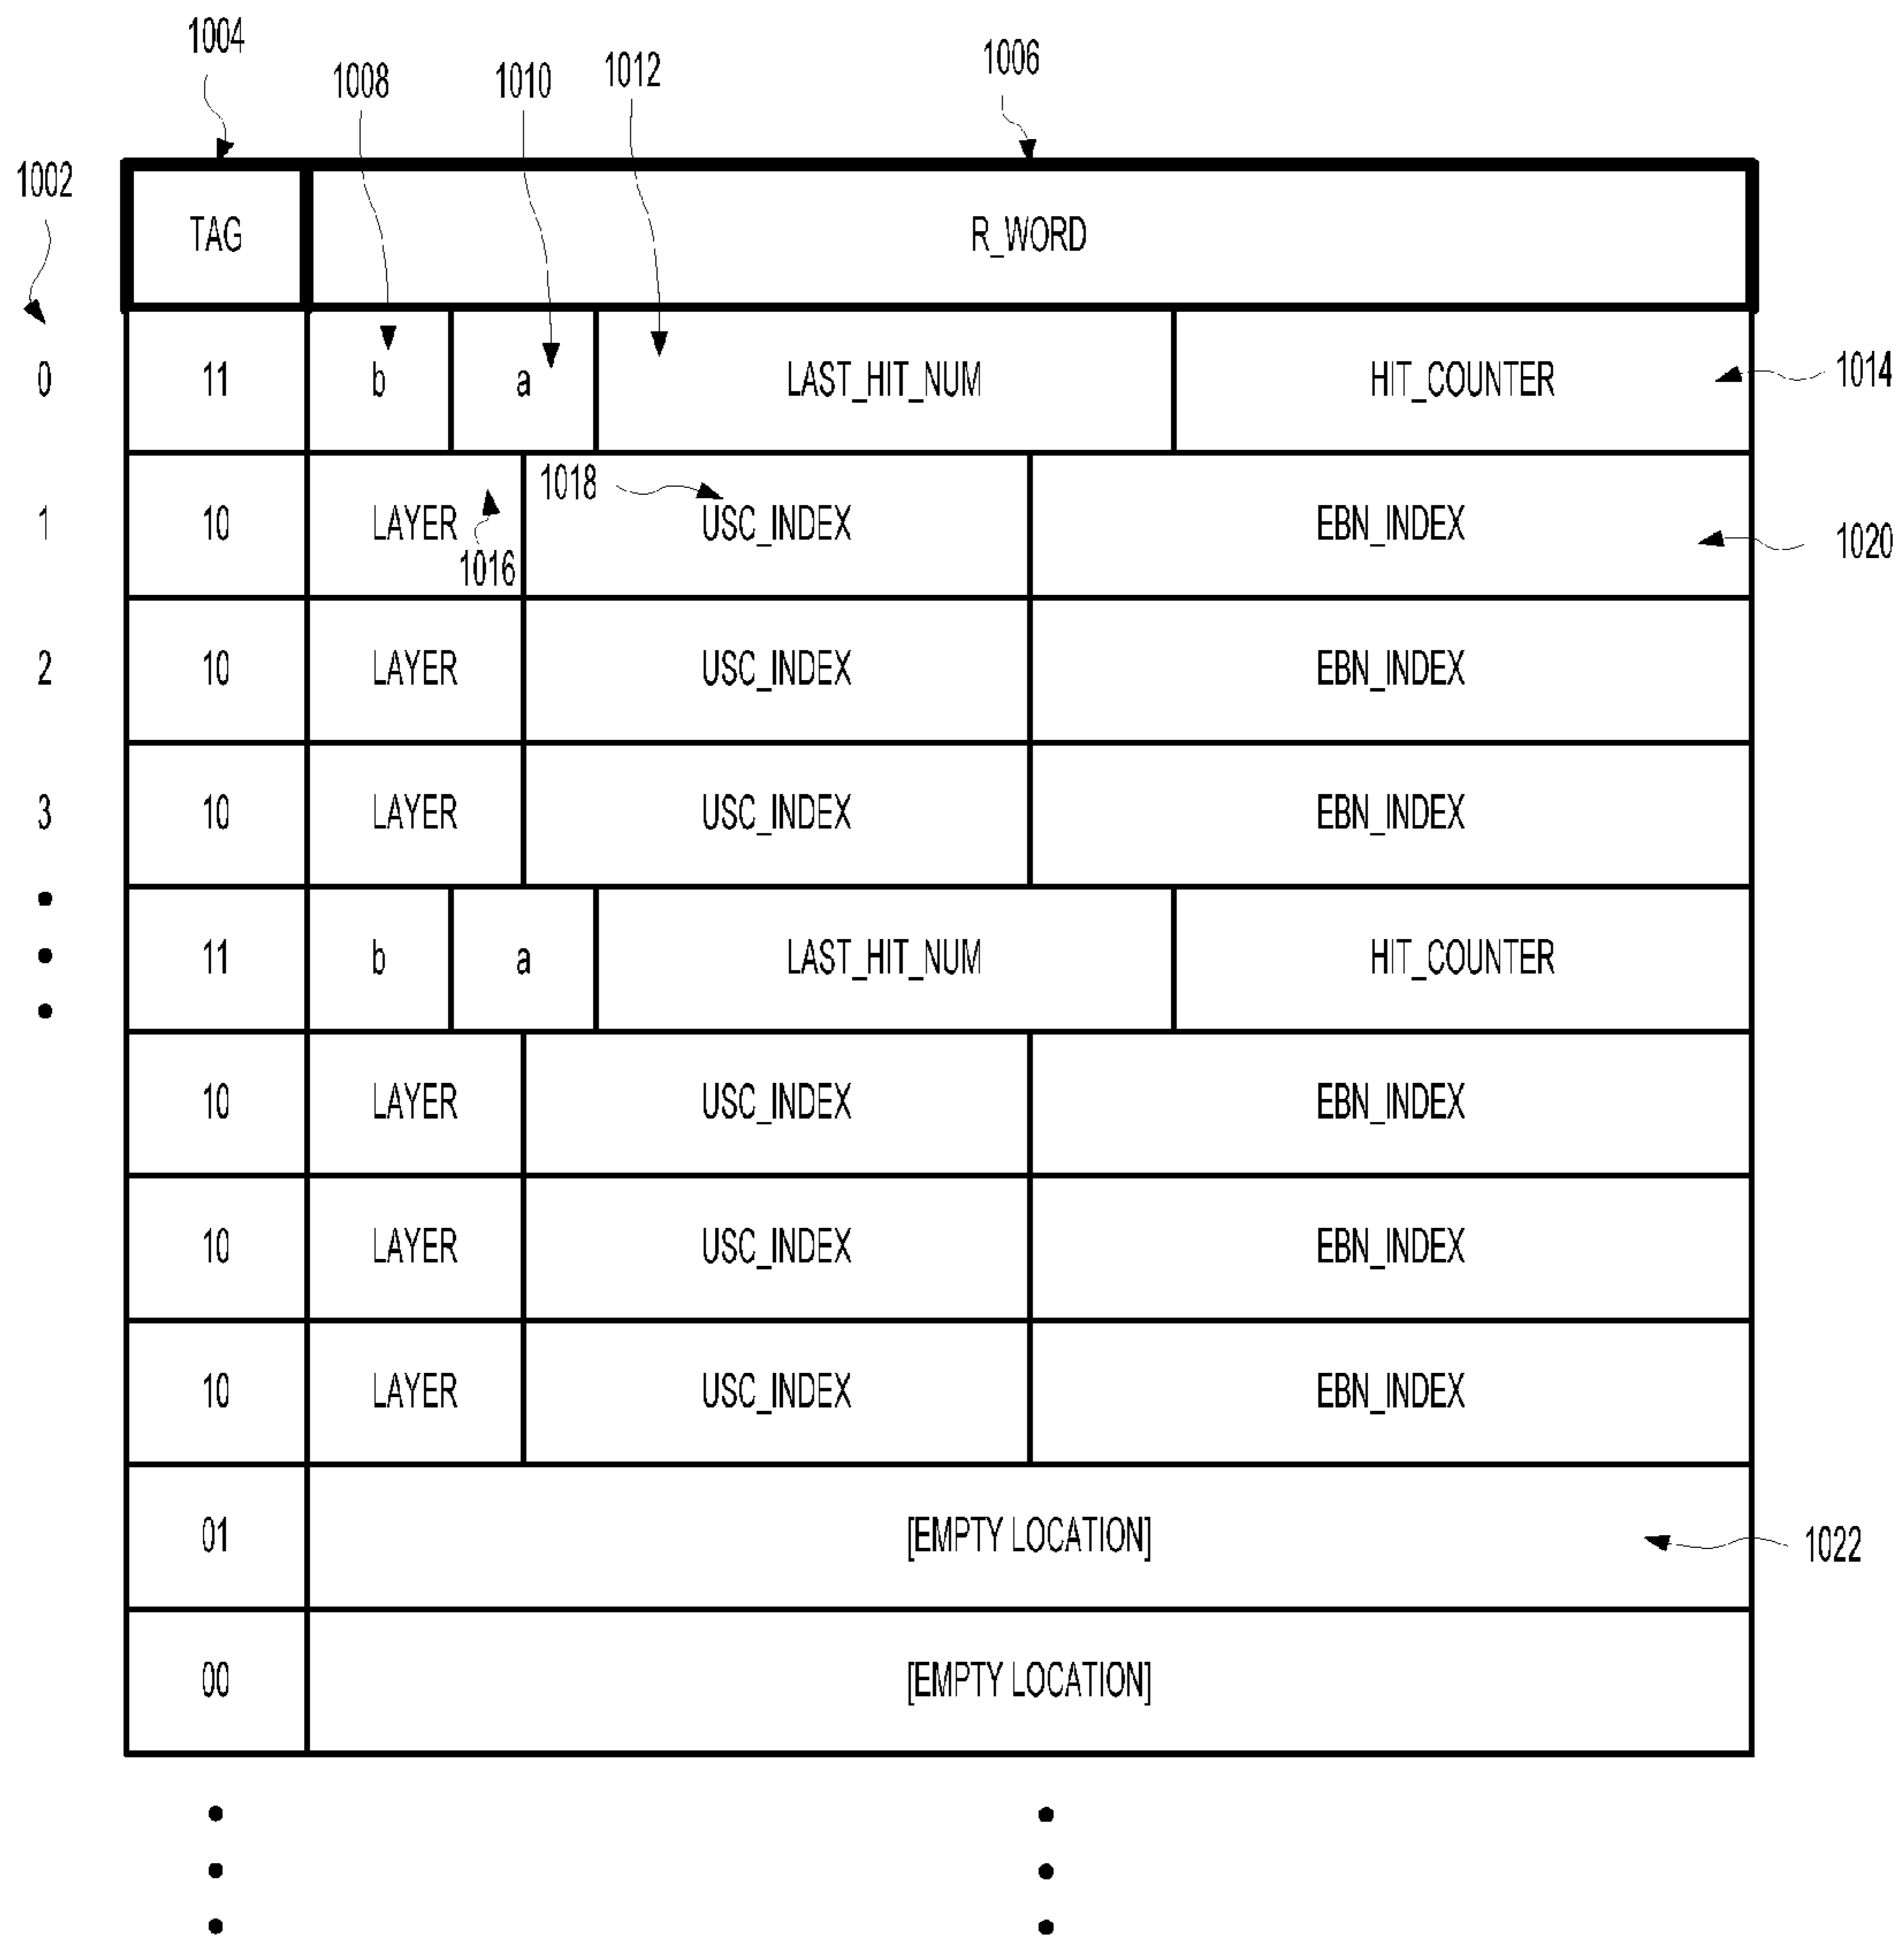 1004
1008 1010 1012 1006
1002
TAG R_WORD
0 11 b a LAST_HIT_NUM HIT_COUNTER 1014
1 10 LAYER 1016 1018 USC_INDEX EBN_INDEX 1020
2 10 LAYER USC_INDEX EBN_INDEX
3 10 LAYER USC_INDEX EBN_INDEX
11 b a LAST_HIT_NUM HIT_COUNTER
10 LAYER USC_INDEX EBN_INDEX
10 LAYER USC_INDEX EBN_INDEX
10 LAYER USC_INDEX EBN_INDEX
01 [EMPTY LOCATION] 1022
00 [EMPTY LOCATION]